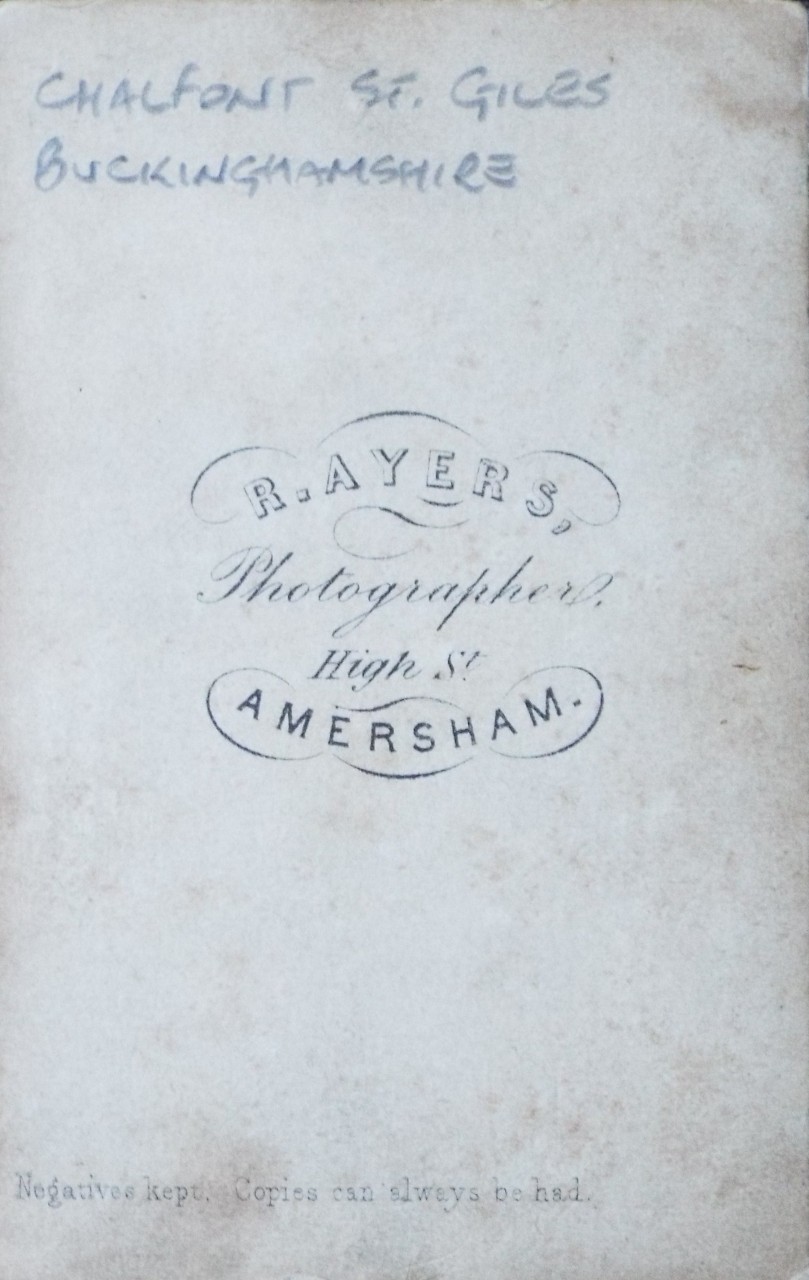 CHALFONT ST. GILES
BUCKINGHAMSHIRE
R. AYERS,
Photographer.
High St
AMERSHAM.
Negatives kept. Copies can always be had.